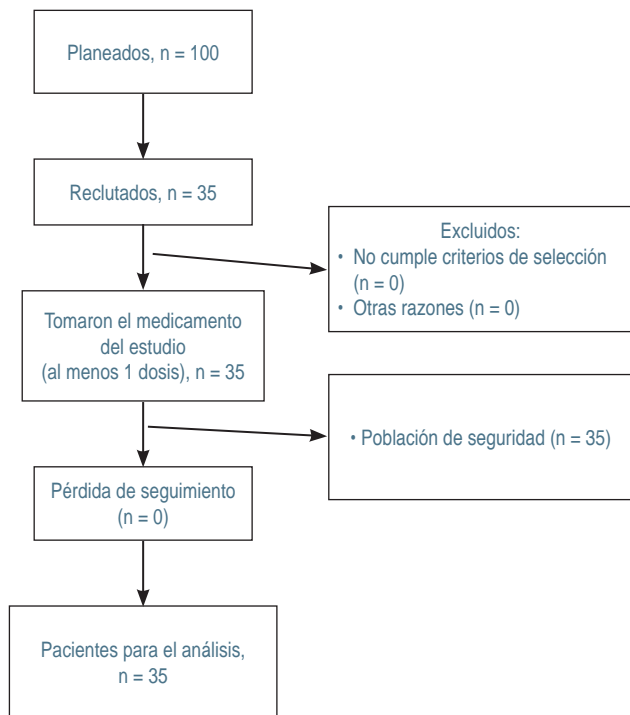 Planeados, n = 100
Reclutados, n = 35
Excluidos:
• No cumple criterios de selección
(n = 0)
• Otras razones (n = 0)
Tomaron el medicamento
del estudio
(al menos 1 dosis), n = 35
• Población de seguridad (n = 35)
Pérdida de seguimiento
(n = 0)
Pacientes para el análisis,
n = 35